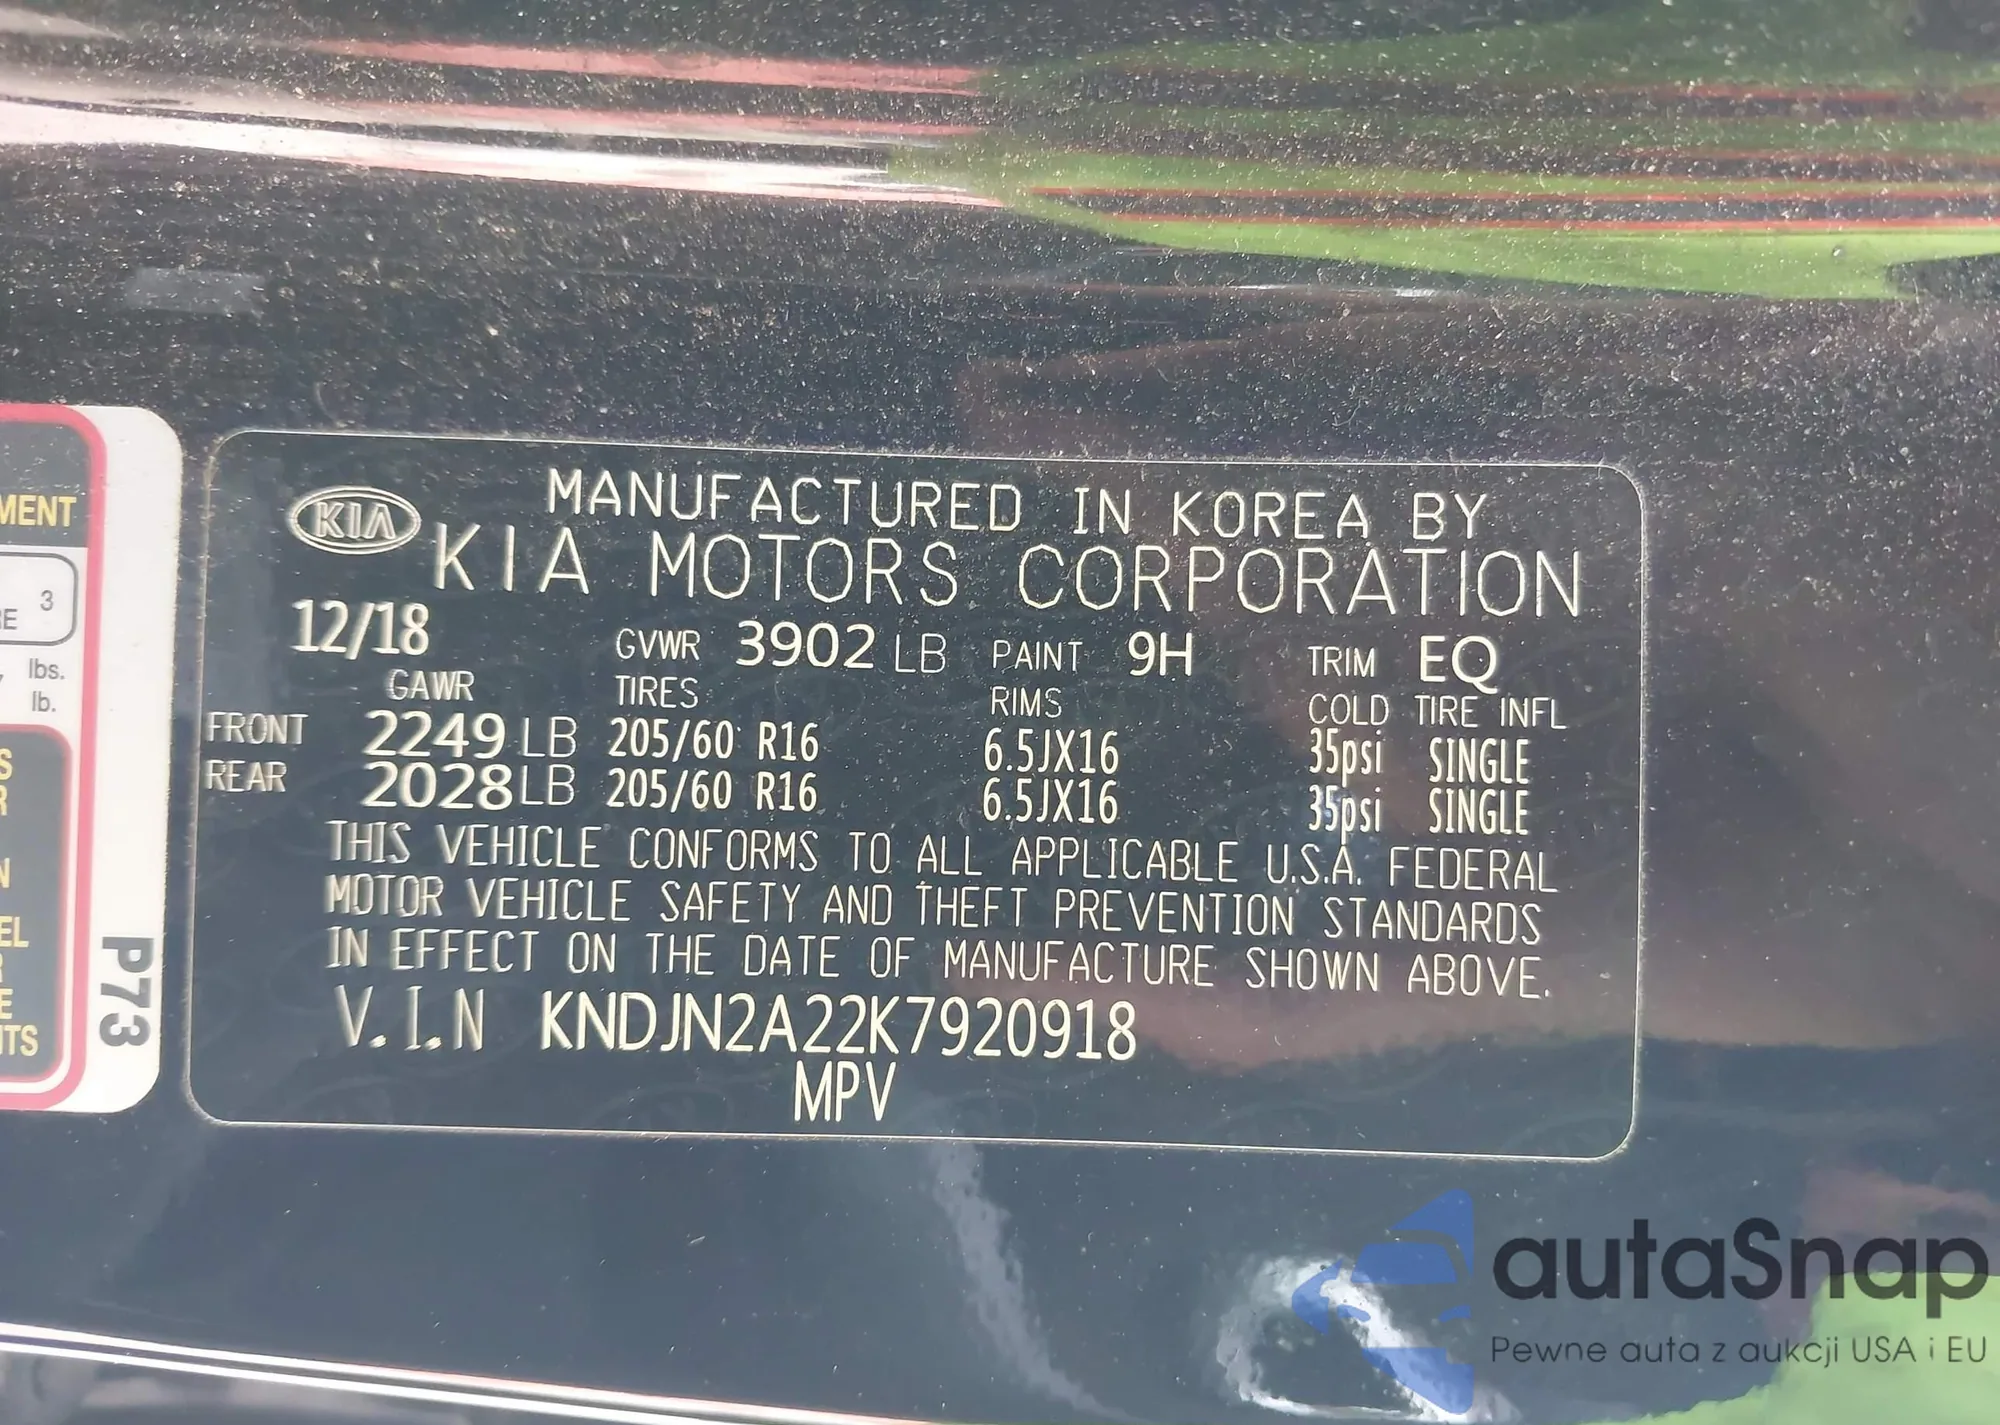 MENT
3
RE
lbs.
lb.
S
R
N
EL
R
E
ITS
P73
KIA
MANUFACTURED IN KOREA BY
KIA MOTORS CORPORATION
12/18 GVWR 3902 LB PAINT 9H TRIM EQ
GAWR TIRES RIMS COLD TIRE INFL
FRONT 2249 LB 205/60 R16 6.5JX16 35psi SINGLE
REAR 2028 LB 205/60 R16 6.5JX16 35psi SINGLE
THIS VEHICLE CONFORMS TO ALL APPLICABLE U.S.A. FEDERAL
MOTOR VEHICLE SAFETY AND THEFT PREVENTION STANDARDS
IN EFFECT ON THE DATE OF MANUFACTURE SHOWN ABOVE.
V.I.N KNDJN2A22K7920918
MPV
autaSnap
Pewne auta z aukcji USA i EU